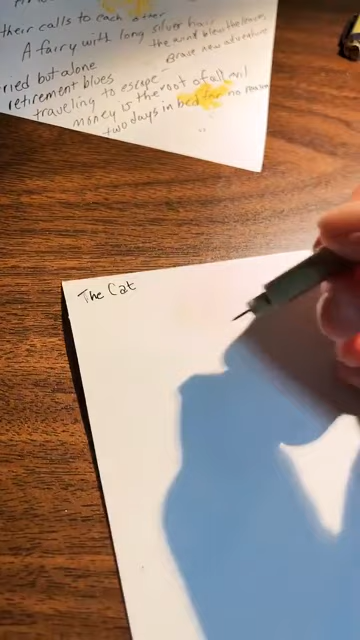 their calls to each other
A fairy with long silver hair
the wind blew the leaves
Brave new adventure
ried but alone
retirement blues
traveling to escape
money is the root of all evil
two days in bed for no reason
The Cat